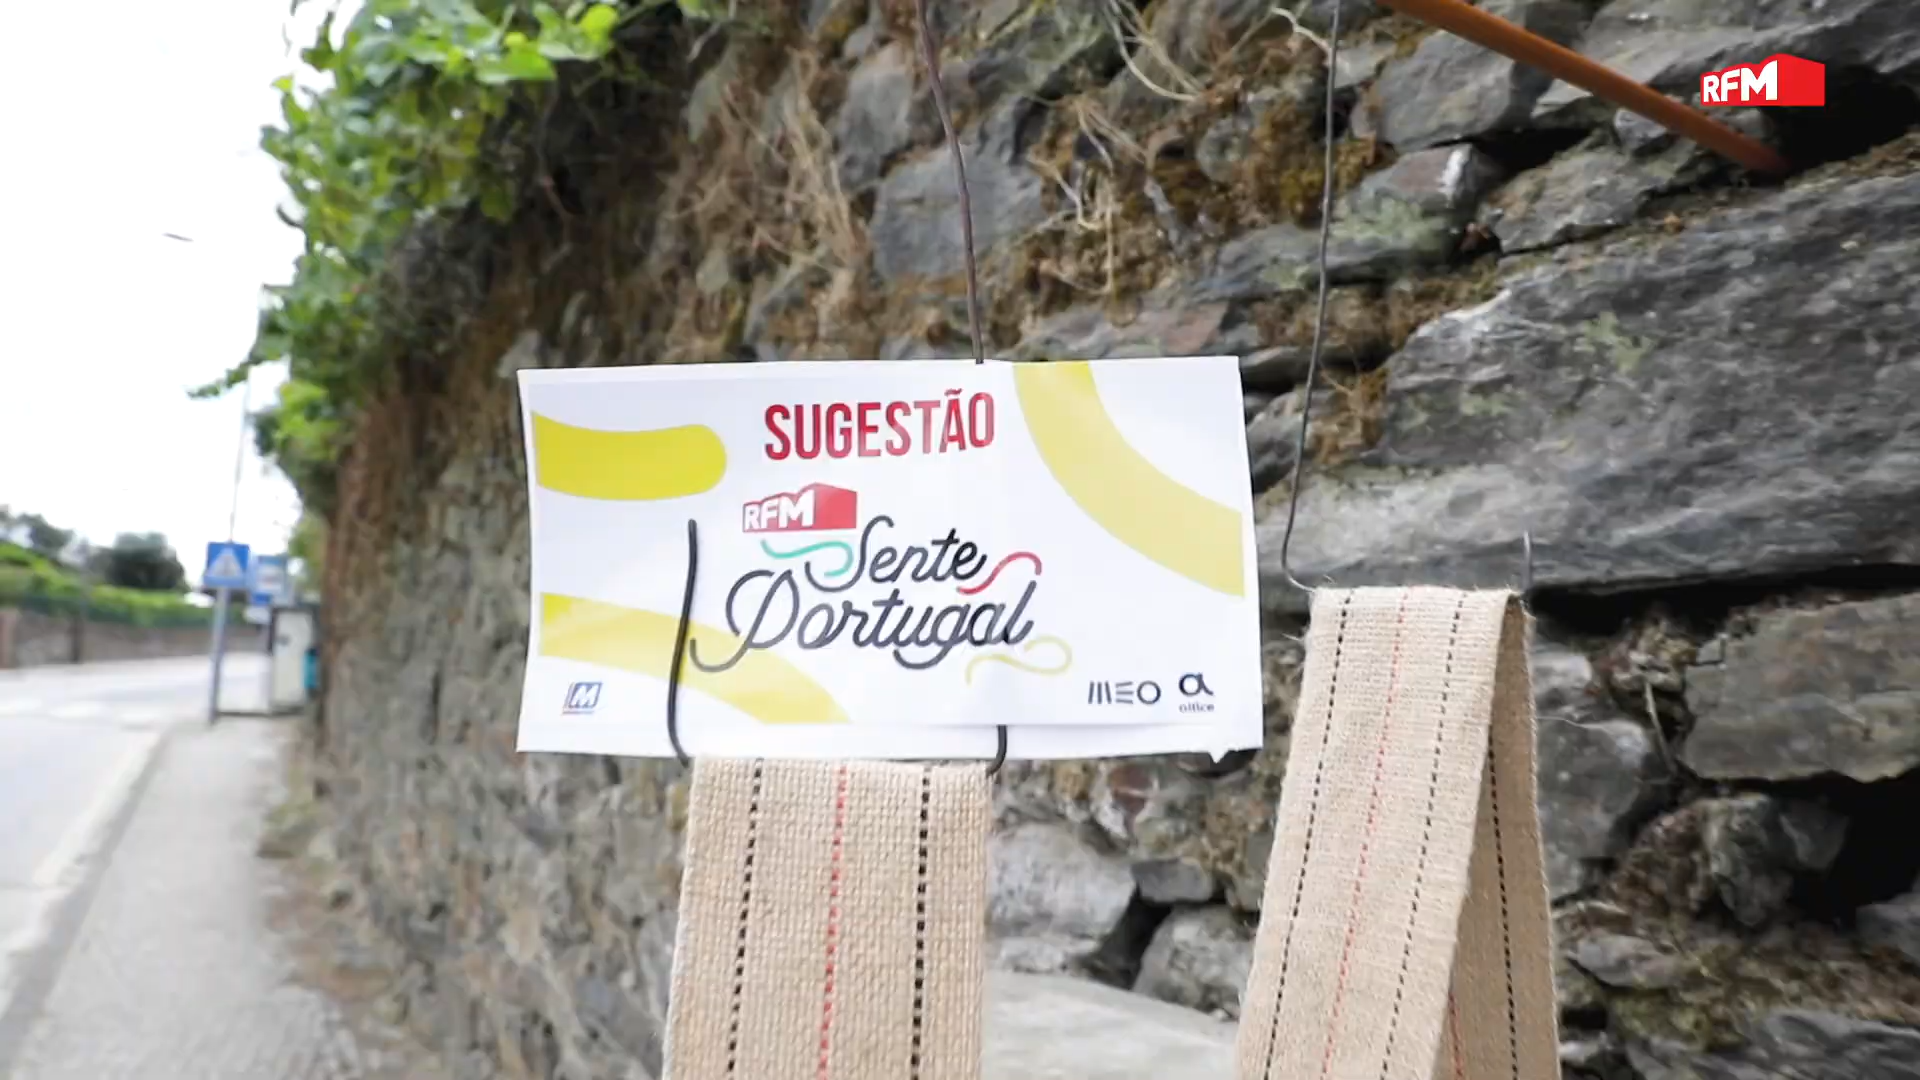 RFM
SUGESTÃO
RFM
Sente
Portugal
MEO
altice